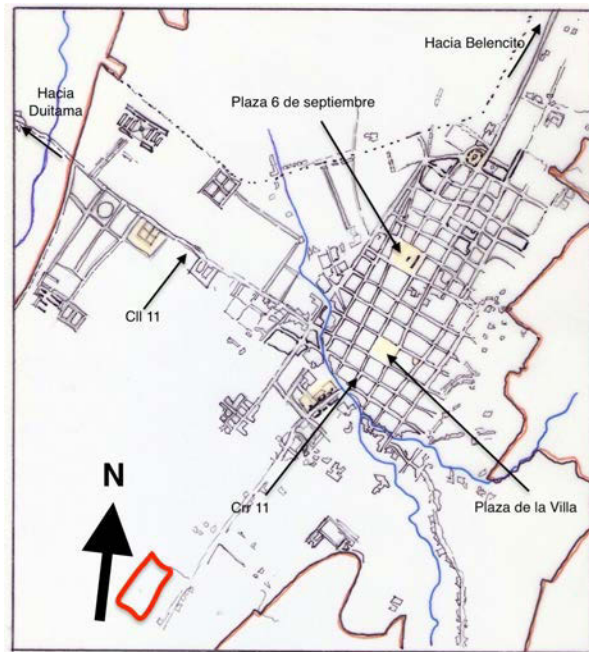 Hacia Belencito
Hacia
Duitama
Plaza 6 de septiembre
Cll 11
N
Crr 11
Plaza de la Villa